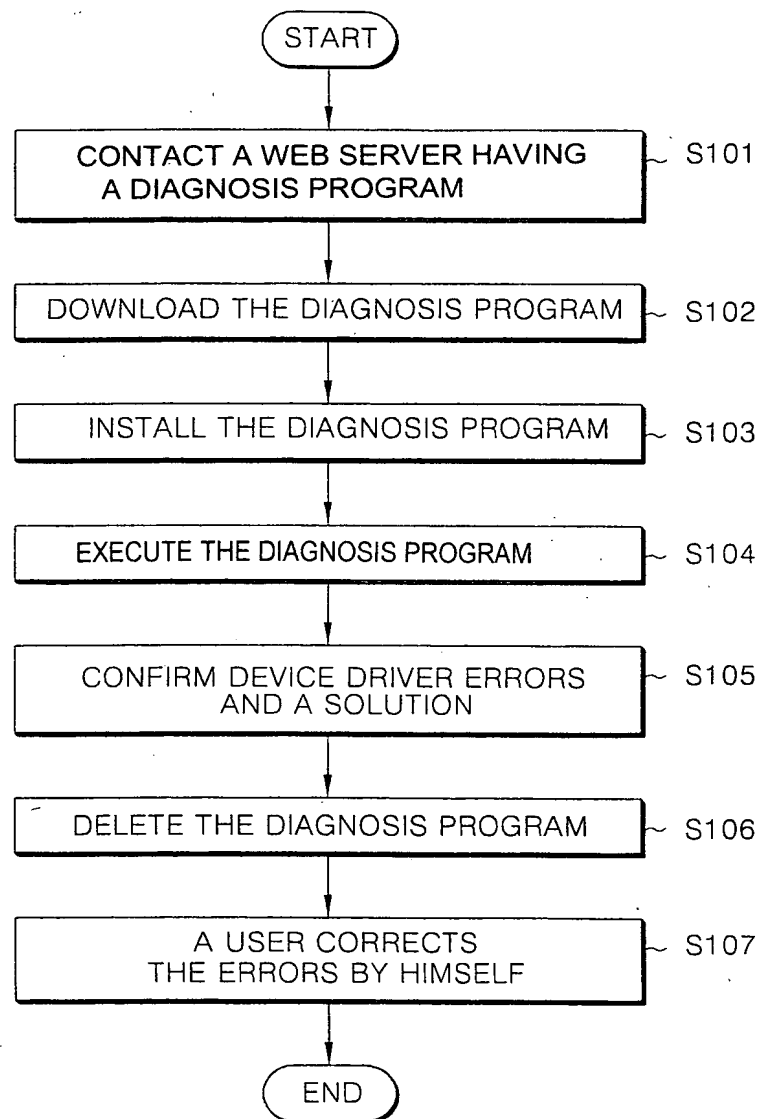 START
CONTACT A WEB SERVER HAVING
A DIAGNOSIS PROGRAM
S101
DOWNLOAD THE DIAGNOSIS PROGRAM
S102
INSTALL THE DIAGNOSIS PROGRAM
S103
EXECUTE THE DIAGNOSIS PROGRAM
S104
CONFIRM DEVICE DRIVER ERRORS
AND A SOLUTION
S105
DELETE THE DIAGNOSIS PROGRAM
S106
A USER CORRECTS
THE ERRORS BY HIMSELF
S107
END